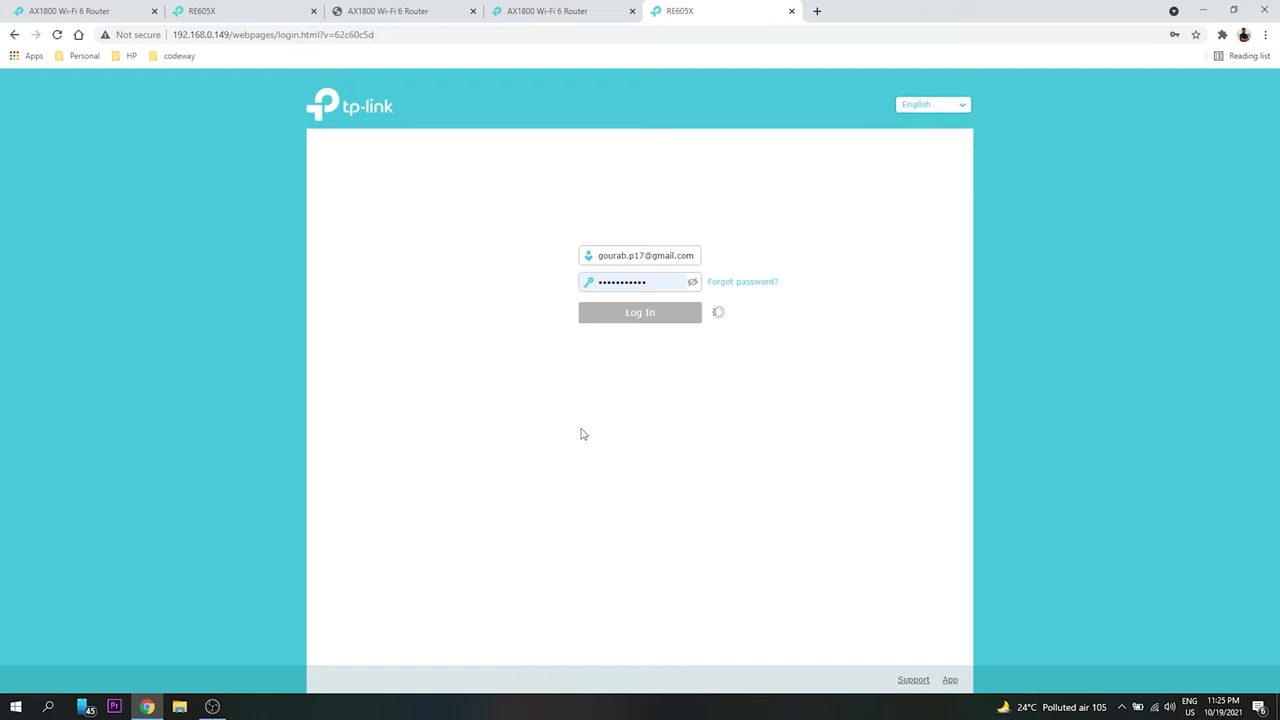 AX1800 Wi-Fi 6 Router
RE605X
AX1800 Wi-Fi 6 Router
AX1800 Wi-Fi 6 Router
RE605X
Not secure
192.168.0.149/webpages/login.html?v=62c60c5d
Apps
Personal
HP
codeway
Reading list
tp-link
English
gourab.p17@gmail.com
•••••••••••
Forgot password?
Log In
Support
App
45
Pr
24°C Polluted air 105
ENG
US
11:25 PM
10/19/2021
6